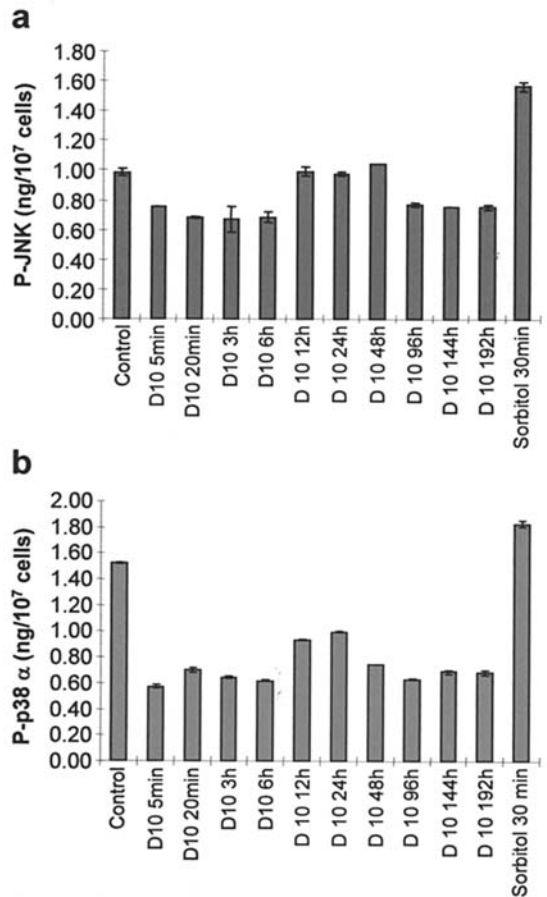 a
P-JNK (ng/10⁷ cells)
1.80
1.60
1.40
1.20
1.00
0.80
0.60
0.40
0.20
0.00
Control
D10 5min
D10 20min
D10 3h
D10 6h
D 10 12h
D 10 24h
D 10 48h
D 10 96h
D 10 144h
D 10 192h
Sorbitol 30min
b
P-p38 α (ng/10⁷ cells)
2.00
1.80
1.60
1.40
1.20
1.00
0.80
0.60
0.40
0.20
0.00
Control
D10 5min
D10 20min
D10 3h
D10 6h
D 10 12h
D 10 24h
D 10 48h
D 10 96h
D 10 144h
D 10 192h
Sorbitol 30 min